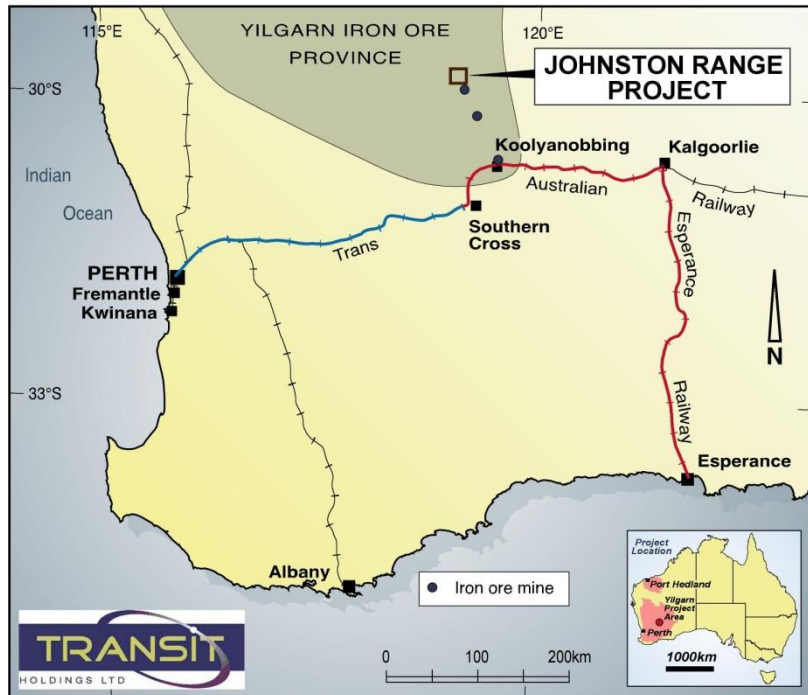 115°E
120°E
YILGARN IRON ORE
PROVINCE
30°S
JOHNSTON RANGE
PROJECT
Koolyanobbing
Kalgoorlie
Indian
Ocean
Australian
Railway
Southern
Cross
Trans
Esperance
Railway
PERTH
Fremantle
Kwinana
N
33°S
Esperance
Albany
Iron ore mine
0 100 200km
Project
Location
Port Hedland
Yilgarn
Project
Area
Perth
1000km
TRANSIT
HOLDINGS LTD